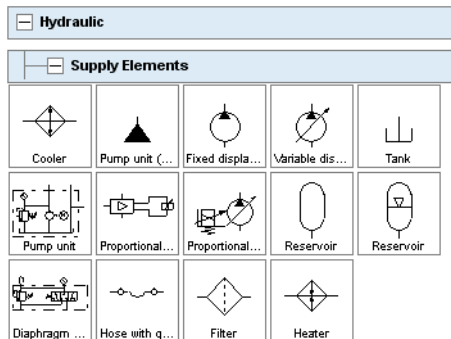 Hydraulic
Supply Elements
Cooler
Pump unit (...
Fixed displa...
Variable dis...
Tank
Pump unit
Proportional...
Proportional...
Reservoir
Reservoir
Diaphragm ...
Hose with q...
Filter
Heater